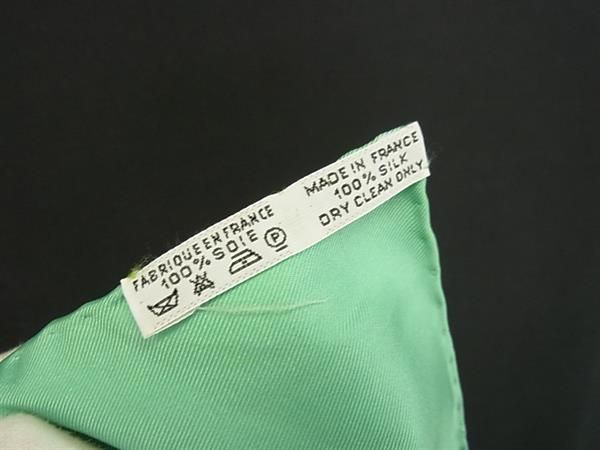 FABRIQUE EN FRANCE
100% SOIE
P
MADE IN FRANCE
100% SILK
DRY CLEAN ONLY